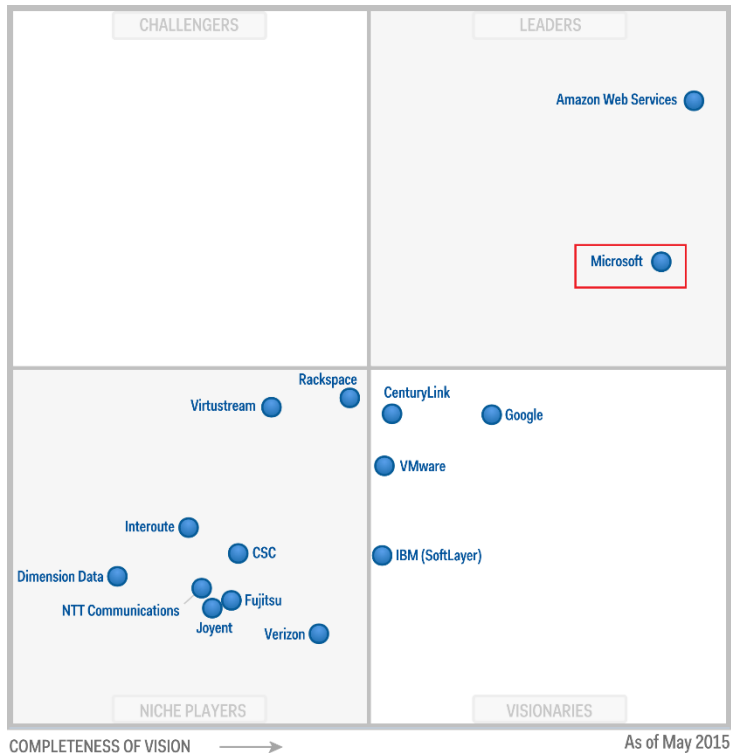 CHALLENGERS
LEADERS
Amazon Web Services
Microsoft
Rackspace
Virtustream
CenturyLink
Google
VMware
Interoute
CSC
IBM (SoftLayer)
Dimension Data
NTT Communications
Fujitsu
Joyent
Verizon
NICHE PLAYERS
VISIONARIES
COMPLETENESS OF VISION
As of May 2015